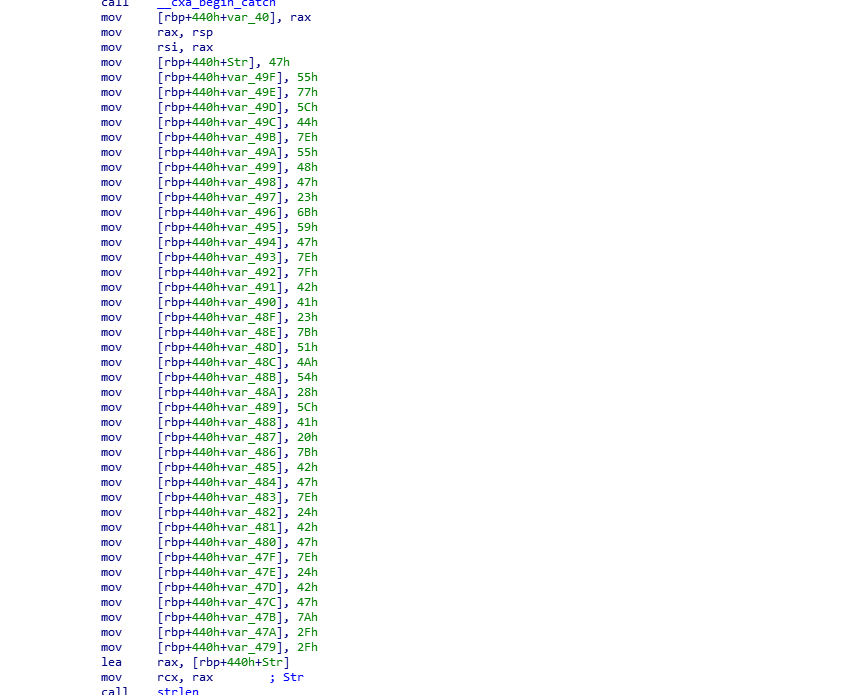 call    __cxa_begin_catch
mov     [rbp+440h+var_40], rax
mov     rax, rsp
mov     rsi, rax
mov     [rbp+440h+Str], 47h
mov     [rbp+440h+var_49F], 55h
mov     [rbp+440h+var_49E], 77h
mov     [rbp+440h+var_49D], 5Ch
mov     [rbp+440h+var_49C], 44h
mov     [rbp+440h+var_49B], 7Eh
mov     [rbp+440h+var_49A], 55h
mov     [rbp+440h+var_499], 48h
mov     [rbp+440h+var_498], 47h
mov     [rbp+440h+var_497], 23h
mov     [rbp+440h+var_496], 6Bh
mov     [rbp+440h+var_495], 59h
mov     [rbp+440h+var_494], 47h
mov     [rbp+440h+var_493], 7Eh
mov     [rbp+440h+var_492], 7Fh
mov     [rbp+440h+var_491], 42h
mov     [rbp+440h+var_490], 41h
mov     [rbp+440h+var_48F], 23h
mov     [rbp+440h+var_48E], 7Bh
mov     [rbp+440h+var_48D], 51h
mov     [rbp+440h+var_48C], 4Ah
mov     [rbp+440h+var_48B], 54h
mov     [rbp+440h+var_48A], 28h
mov     [rbp+440h+var_489], 5Ch
mov     [rbp+440h+var_488], 41h
mov     [rbp+440h+var_487], 20h
mov     [rbp+440h+var_486], 7Bh
mov     [rbp+440h+var_485], 42h
mov     [rbp+440h+var_484], 47h
mov     [rbp+440h+var_483], 7Eh
mov     [rbp+440h+var_482], 24h
mov     [rbp+440h+var_481], 42h
mov     [rbp+440h+var_480], 47h
mov     [rbp+440h+var_47F], 7Eh
mov     [rbp+440h+var_47E], 24h
mov     [rbp+440h+var_47D], 42h
mov     [rbp+440h+var_47C], 47h
mov     [rbp+440h+var_47B], 7Ah
mov     [rbp+440h+var_47A], 2Fh
mov     [rbp+440h+var_479], 2Fh
lea     rax, [rbp+440h+Str]
mov     rcx, rax        ; Str
call    strlen